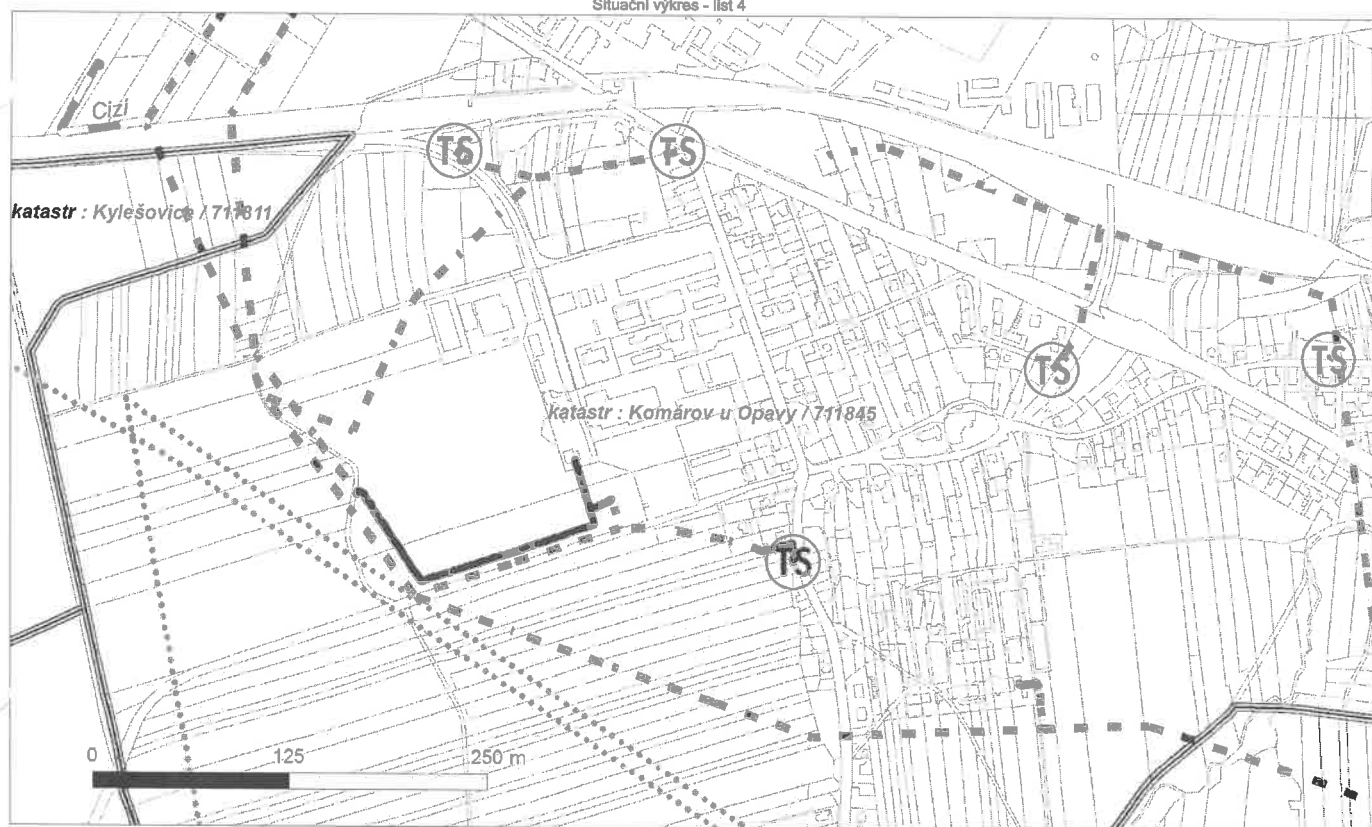 Situační výkres - list 4
Cizí
TS
TS
katastr : Kylešovice / 711811
TS
TS
katastr : Komárov u Opavy / 711845
TS
0 125 250 m